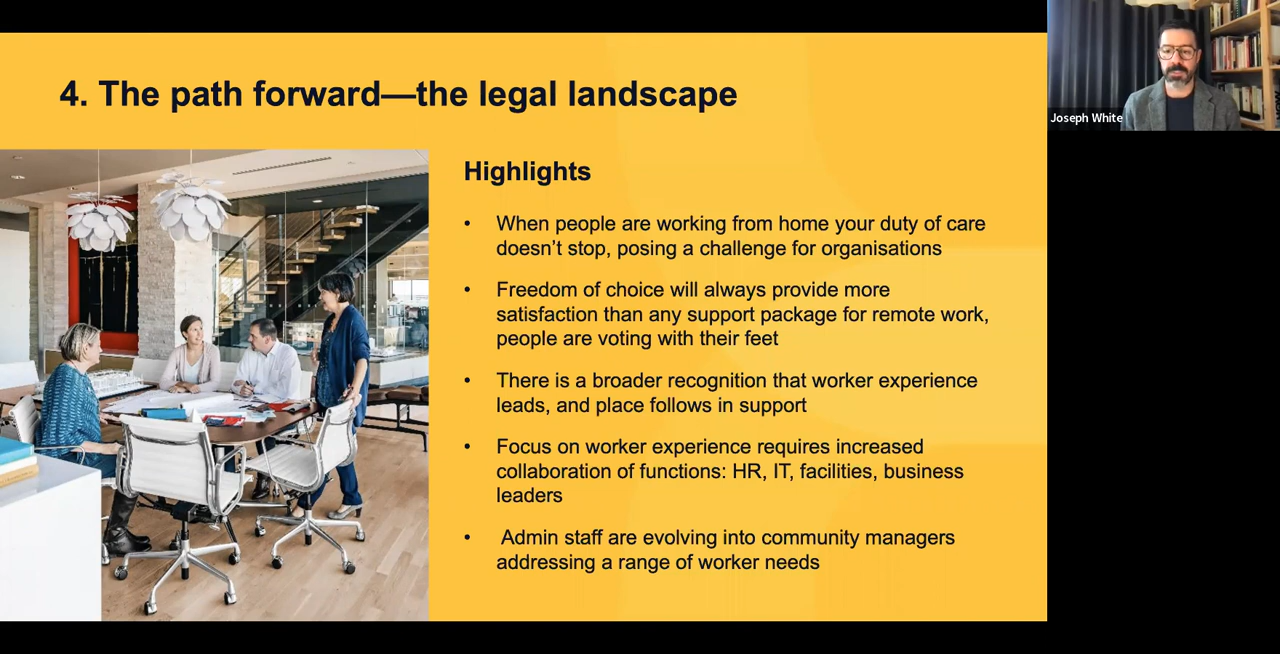 4. The path forward—the legal landscape
Highlights
• When people are working from home your duty of care
doesn’t stop, posing a challenge for organisations
• Freedom of choice will always provide more
satisfaction than any support package for remote work,
people are voting with their feet
• There is a broader recognition that worker experience
leads, and place follows in support
• Focus on worker experience requires increased
collaboration of functions: HR, IT, facilities, business
leaders
• Admin staff are evolving into community managers
addressing a range of worker needs
Joseph White